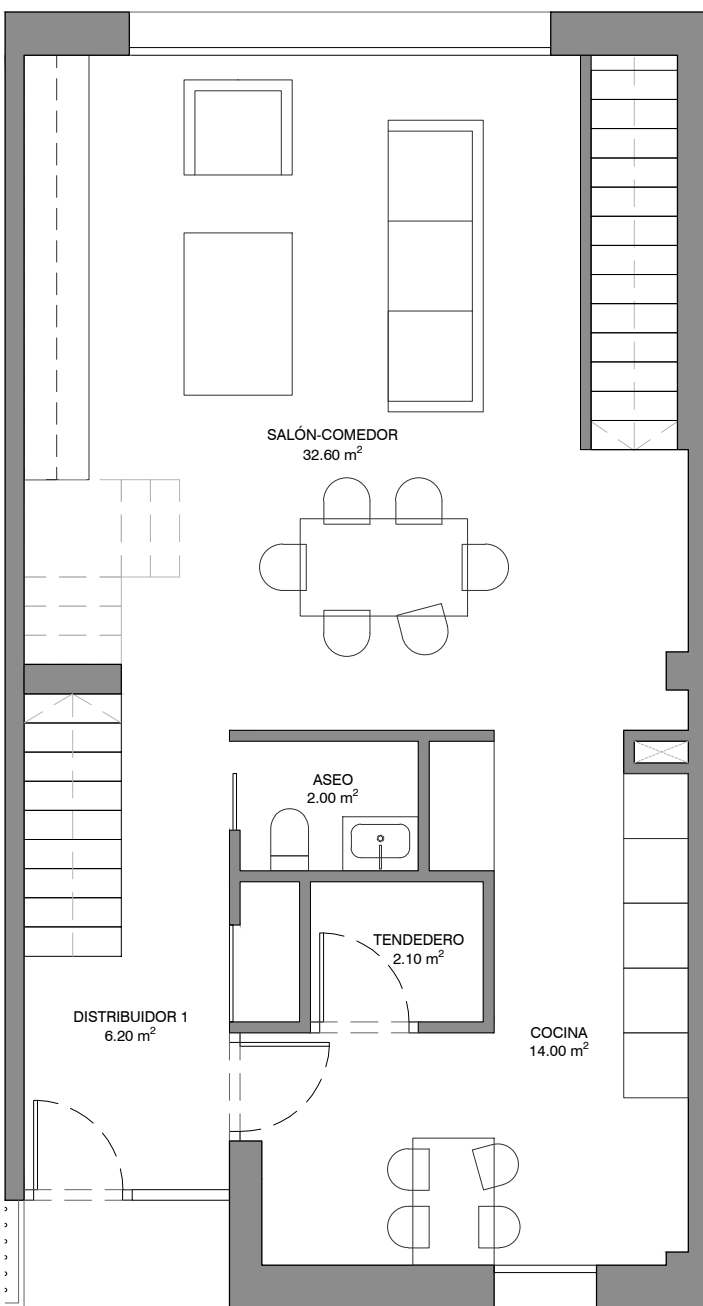 SALÓN-COMEDOR
32.60 m²
ASEO
2.00 m²
TENDEDERO
2.10 m²
DISTRIBUIDOR 1
6.20 m²
COCINA
14.00 m²